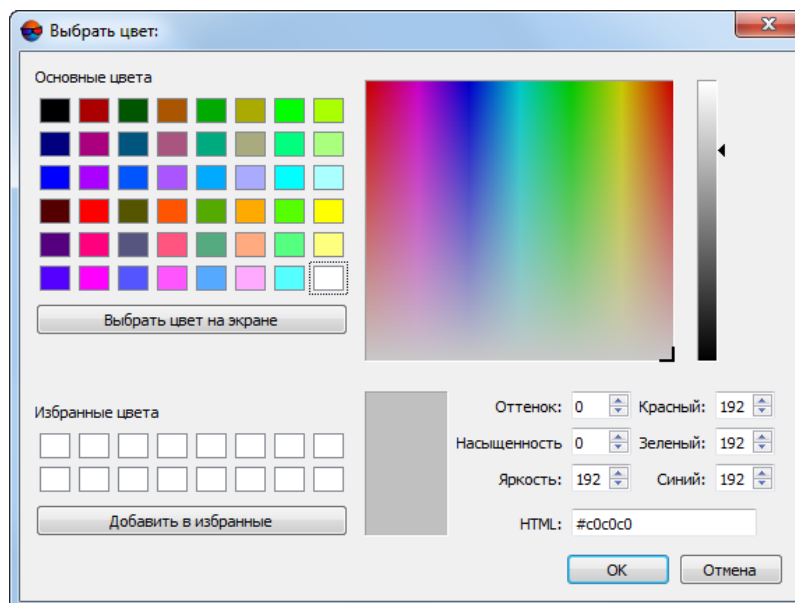 Выбрать цвет:
Основные цвета
Выбрать цвет на экране
Избранные цвета
Добавить в избранные
Оттенок: 0 Красный: 192
Насыщенность 0 Зеленый: 192
Яркость: 192 Синий: 192
HTML: #c0c0c0
OK Отмена